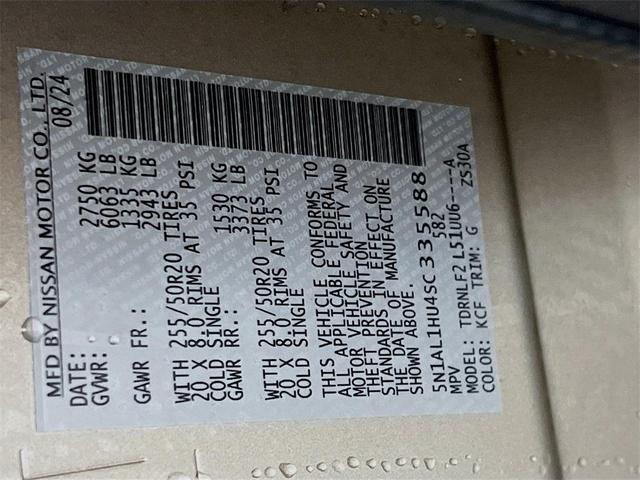 MFD BY NISSAN MOTOR CO., LTD.
DATE: 08/24
GVWR: 2750 KG
6063 LB
GAWR FR.: 1335 KG
2943 LB
WITH 255/50R20 TIRES
20 X 8.0 RIMS AT 35 PSI
COLD SINGLE
GAWR RR.: 1530 KG
3373 LB
WITH 255/50R20 TIRES
20 X 8.0 RIMS AT 35 PSI
COLD SINGLE
THIS VEHICLE CONFORMS TO
ALL APPLICABLE FEDERAL
MOTOR VEHICLE SAFETY AND
THEFT PREVENTION
STANDARDS IN EFFECT ON
THE DATE OF MANUFACTURE
SHOWN ABOVE.
5N1AL1HU4SC335588
MPV 582
MODEL: TDRNLF2 L51UU6----A
COLOR: KCF TRIM: G ZS30A